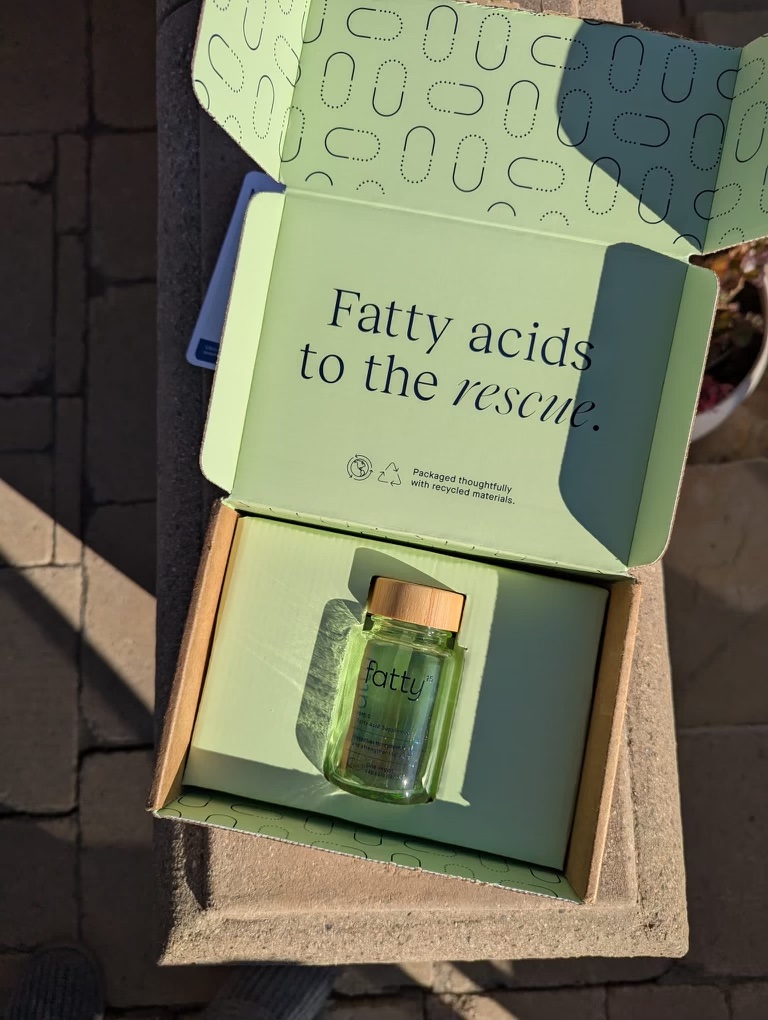 Fatty acids
to the rescue.
Packaged thoughtfully
with recycled materials.
fatty15